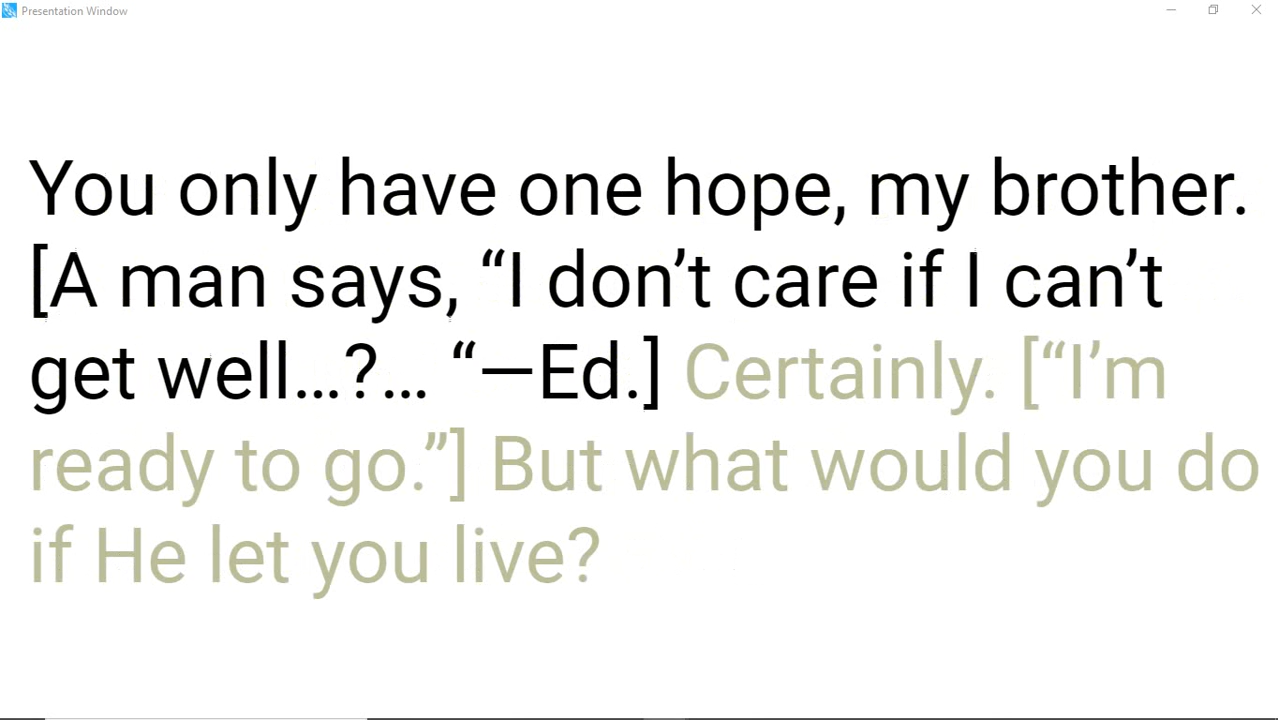 Presentation Window
You only have one hope, my brother.
[A man says, “I don’t care if I can’t
get well…?… “—Ed.] Certainly. [“I’m
ready to go.”] But what would you do
if He let you live?